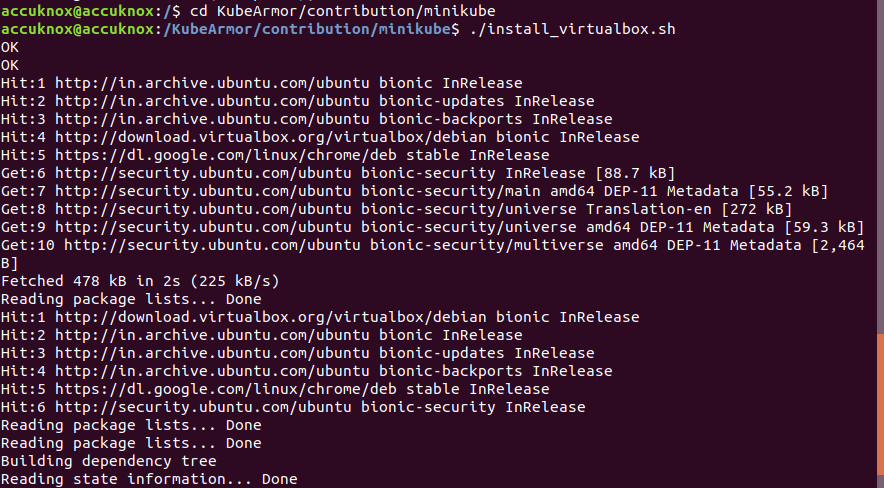 accuknox@accuknox:/$ cd KubeArmor/contribution/minikube
accuknox@accuknox:/KubeArmor/contribution/minikube$ ./install_virtualbox.sh
OK
OK
Hit:1 http://in.archive.ubuntu.com/ubuntu bionic InRelease
Hit:2 http://in.archive.ubuntu.com/ubuntu bionic-updates InRelease
Hit:3 http://in.archive.ubuntu.com/ubuntu bionic-backports InRelease
Hit:4 http://download.virtualbox.org/virtualbox/debian bionic InRelease
Hit:5 https://dl.google.com/linux/chrome/deb stable InRelease
Get:6 http://security.ubuntu.com/ubuntu bionic-security InRelease [88.7 kB]
Get:7 http://security.ubuntu.com/ubuntu bionic-security/main amd64 DEP-11 Metadata [55.2 kB]
Get:8 http://security.ubuntu.com/ubuntu bionic-security/universe Translation-en [272 kB]
Get:9 http://security.ubuntu.com/ubuntu bionic-security/universe amd64 DEP-11 Metadata [59.3 kB]
Get:10 http://security.ubuntu.com/ubuntu bionic-security/multiverse amd64 DEP-11 Metadata [2,464
B]
Fetched 478 kB in 2s (225 kB/s)
Reading package lists... Done
Hit:1 http://download.virtualbox.org/virtualbox/debian bionic InRelease
Hit:2 http://in.archive.ubuntu.com/ubuntu bionic InRelease
Hit:3 http://in.archive.ubuntu.com/ubuntu bionic-updates InRelease
Hit:4 http://in.archive.ubuntu.com/ubuntu bionic-backports InRelease
Hit:5 https://dl.google.com/linux/chrome/deb stable InRelease
Hit:6 http://security.ubuntu.com/ubuntu bionic-security InRelease
Reading package lists... Done
Reading package lists... Done
Building dependency tree
Reading state information... Done